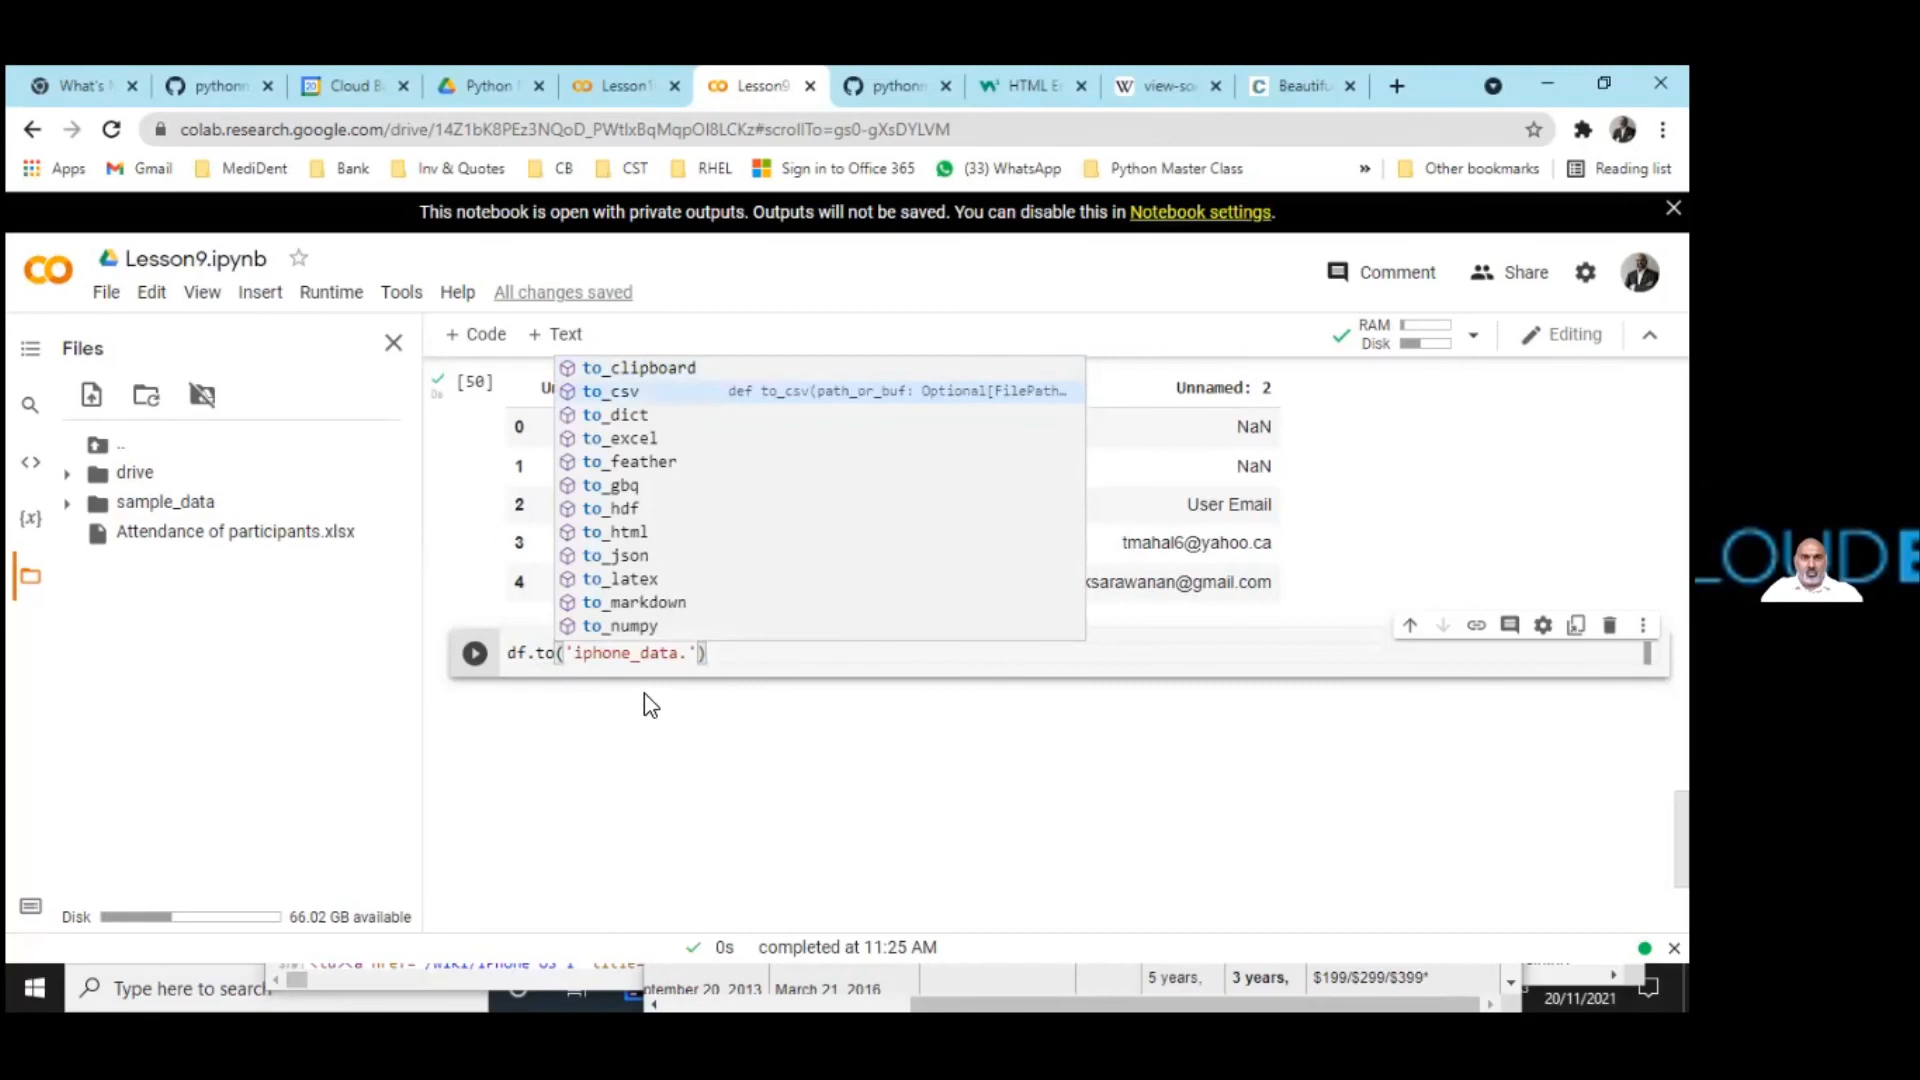 What's
pythonn
Cloud B
Python
Lesson1
Lesson9
python
HTML E
view-so
Beautifu
colab.research.google.com/drive/14Z1bK8PEz3NQoD_PWtlxBqMqpOI8LCKz#scrollTo=gs0-gXsDYLVM
Apps
Gmail
MediDent
Bank
Inv & Quotes
CB
CST
RHEL
Sign in to Office 365
(33) WhatsApp
Python Master Class
»
Other bookmarks
Reading list
This notebook is open with private outputs. Outputs will not be saved. You can disable this in Notebook settings.
Lesson9.ipynb
Comment
Share
File Edit View Insert Runtime Tools Help All changes saved
Files
+ Code + Text
RAM
Disk
Editing
..
drive
sample_data
Attendance of participants.xlsx
{x}
[50]
Un
Unnamed: 2
0 NaN
1 NaN
2 User Email
3 tmahal6@yahoo.ca
4 ksarawanan@gmail.com
to_clipboard
to_csv def to_csv(path_or_buf: Optional[FilePath…
to_dict
to_excel
to_feather
to_gbq
to_hdf
to_html
to_json
to_latex
to_markdown
to_numpy
df.to('iphone_data.')
Disk 66.02 GB available
0s completed at 11:25 AM
Type here to search
March 21, 2016
5 years,
3 years,
$199/$299/$399*
20/11/2021
LOUD